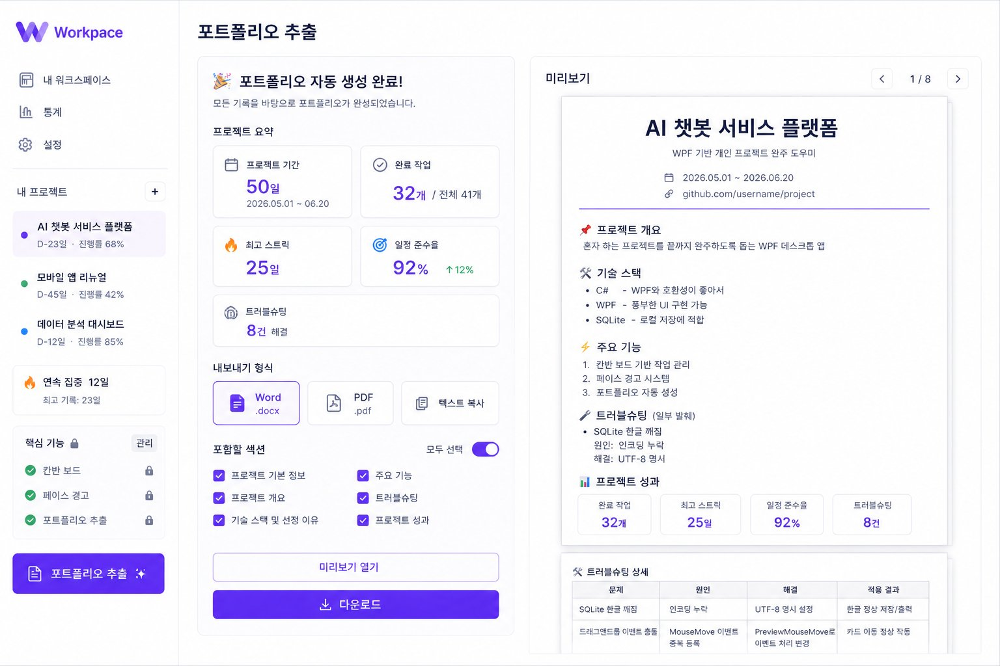 Workpace
내 워크스페이스
통계
설정
내 프로젝트
+
AI 챗봇 서비스 플랫폼
D-23일 · 진행률 68%
모바일 앱 리뉴얼
D-45일 · 진행률 42%
데이터 분석 대시보드
D-12일 · 진행률 85%
연속 집중 12일
최고 기록: 23일
핵심 기능
관리
칸반 보드
페이스 경고
포트폴리오 추출
포트폴리오 추출
포트폴리오 추출
포트폴리오 자동 생성 완료!
모든 기록을 바탕으로 포트폴리오가 완성되었습니다.
프로젝트 요약
프로젝트 기간
50일
2026.05.01 ~ 06.20
완료 작업
32개 / 전체 41개
최고 스트릭
25일
일정 준수율
92% ↑12%
트러블슈팅
8건 해결
내보내기 형식
Word
.docx
PDF
.pdf
텍스트 복사
포함할 섹션
모두 선택
프로젝트 기본 정보
주요 기능
프로젝트 개요
트러블슈팅
기술 스택 및 선정 이유
프로젝트 성과
미리보기 열기
다운로드
미리보기
1 / 8
AI 챗봇 서비스 플랫폼
WPF 기반 개인 프로젝트 완주 도우미
2026.05.01 ~ 2026.06.20
github.com/username/project
프로젝트 개요
혼자 하는 프로젝트를 끝까지 완주하도록 돕는 WPF 데스크톱 앱
기술 스택
• C# - WPF와 호환성이 좋아서
• WPF - 풍부한 UI 구현 가능
• SQLite - 로컬 저장에 적합
주요 기능
1. 칸반 보드 기반 작업 관리
2. 페이스 경고 시스템
3. 포트폴리오 자동 생성
트러블슈팅 (일부 발췌)
• SQLite 한글 깨짐
원인: 인코딩 누락
해결: UTF-8 명시
프로젝트 성과
완료 작업
32개
최고 스트릭
25일
일정 준수율
92%
트러블슈팅
8건
트러블슈팅 상세
문제 원인 해결 적용 결과
SQLite 한글 깨짐 인코딩 누락 UTF-8 명시 설정 한글 정상 저장/출력
드래그앤드롭 이벤트 충돌 MouseMove 이벤트 PreviewMouseMove로 카드 이동 정상 작동
중복 등록 이벤트 처리 변경